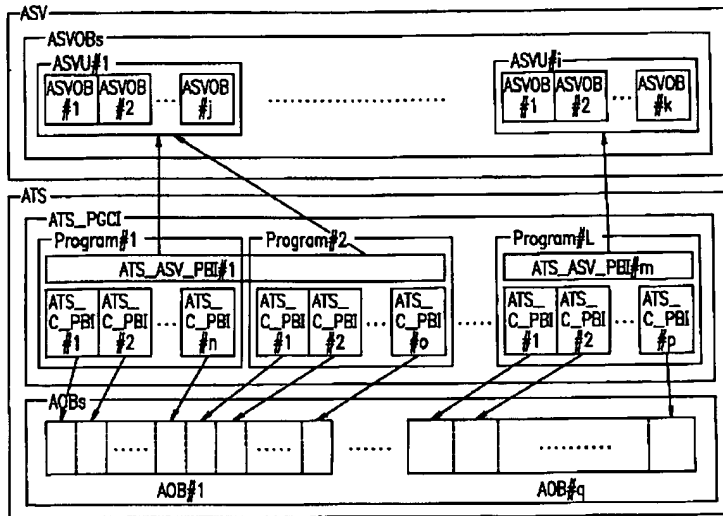 ASV
ASVOBs
ASVU#1
ASVU#i
ASVOB ASVOB ASVOB
#1 #2 ..... #j
ASVOB ASVOB ASVOB
#1 #2 ... #k
ATS
ATS_PGCI
Program#1
Program#2
Program#L
ATS_ASV_PBI#1
ATS_ASV_PBI#m
ATS_ ATS_ ATS_
C_PBI C_PBI ... C_PBI
#1 #2 #n
ATS_ ATS_ ATS_
C_PBI C_PBI ... C_PBI
#1 #2 #o
ATS_ ATS_ ATS_
C_PBI C_PBI ... C_PBI
#1 #2 #p
AOBs
AOB#1
AOB#q